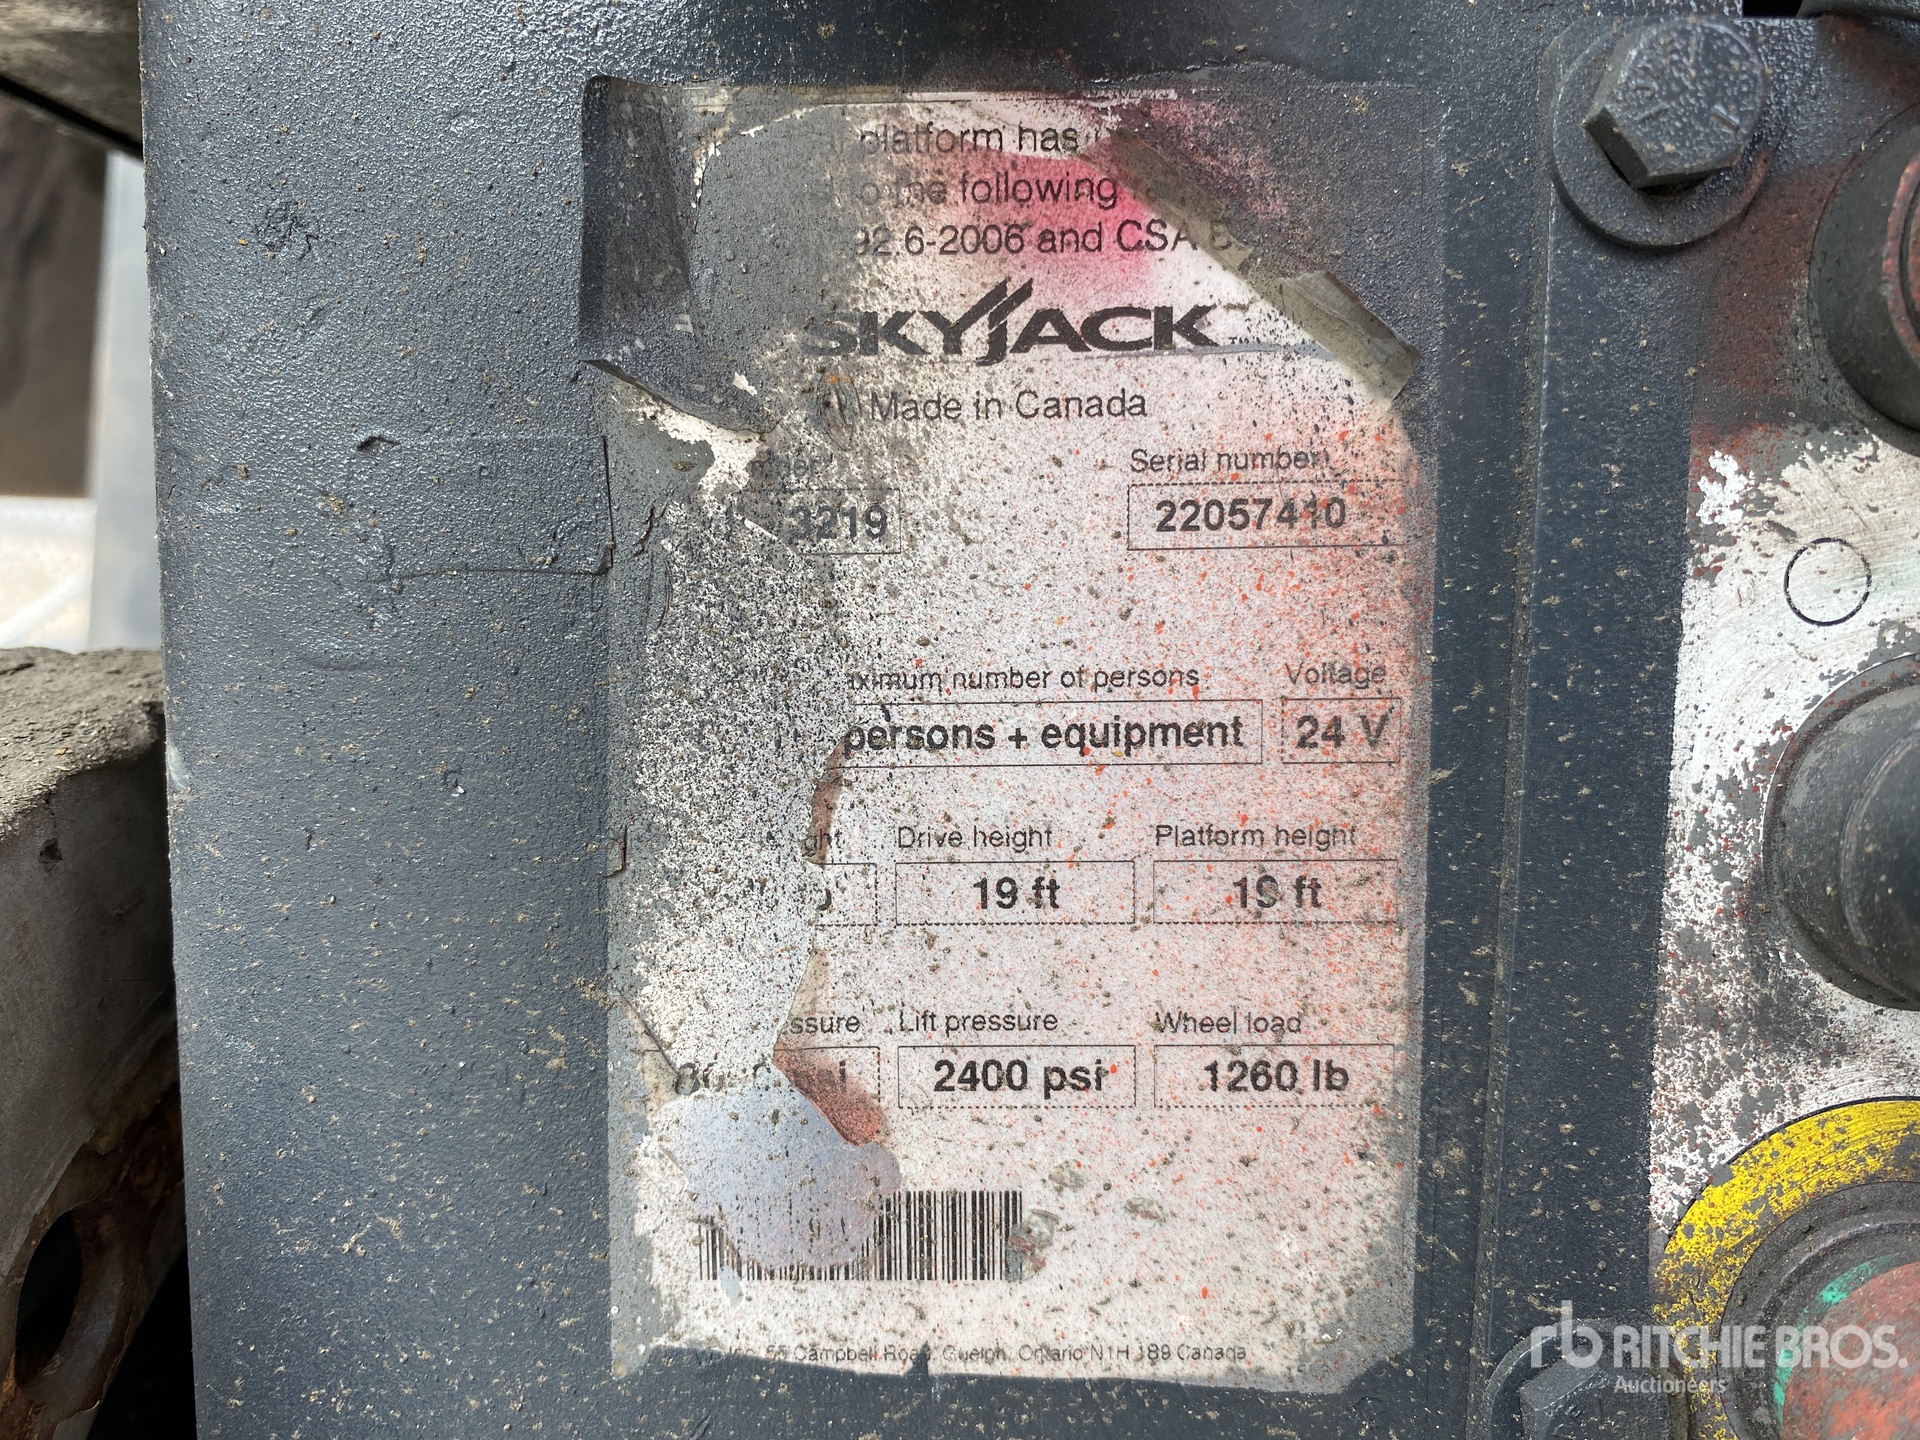 platform has
the following
92.6-2006 and CSA
SKYJACK
Made in Canada
Serial number
3219 22057410
number of persons Voltage
persons + equipment 24 V
Drive height Platform height
19 ft 19 ft
Lift pressure Wheel load
2400 psi 1260 lb
55 Campbell Road, Guelph, Ontario N1H 1B9 Canada
rb RITCHIE BROS.
Auctioneers